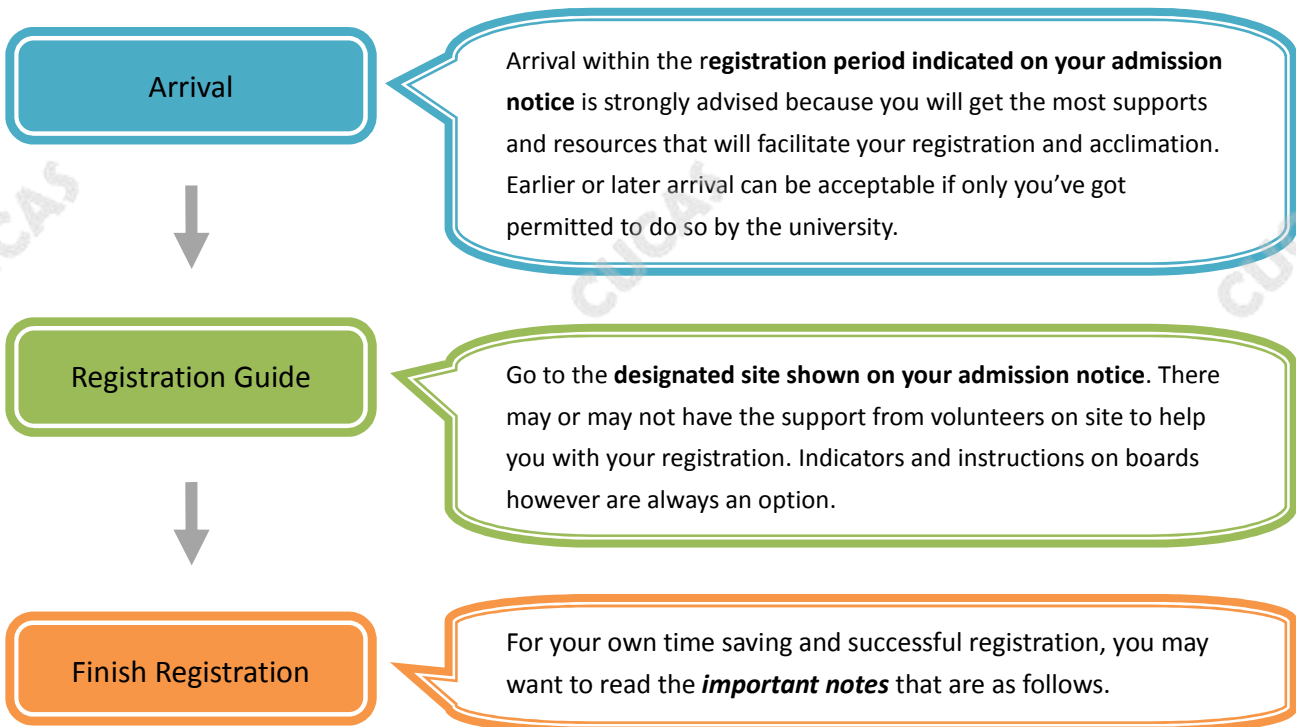 Arrival
Arrival within the registration period indicated on your admission
notice is strongly advised because you will get the most supports
and resources that will facilitate your registration and acclimation.
Earlier or later arrival can be acceptable if only you’ve got
permitted to do so by the university.
CUCAS
CUCAS
CUCAS
Registration Guide
Go to the designated site shown on your admission notice. There
may or may not have the support from volunteers on site to help
you with your registration. Indicators and instructions on boards
however are always an option.
Finish Registration
For your own time saving and successful registration, you may
want to read the important notes that are as follows.